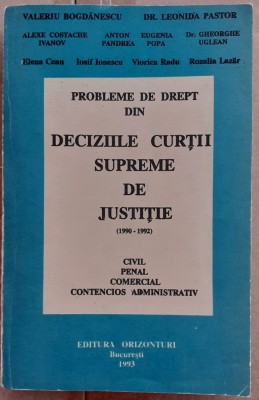 VALERIU BOGDĂNESCU DR. LEONIDA PASTOR
ALEXE COSTACHE ANTON EUGENIA Dr. GHEORGHE
IVANOV PANDREA POPA UGLEAN
Elena Cean Iosif Ionescu Viorica Radu Rozalia Lazăr
PROBLEME DE DREPT
DIN
DECIZIILE CURȚII
SUPREME
DE
JUSTIȚIE
(1990 - 1992)
CIVIL
PENAL
COMERCIAL
CONTENCIOS ADMINISTRATIV
EDITURA ORIZONTURI
București
1993